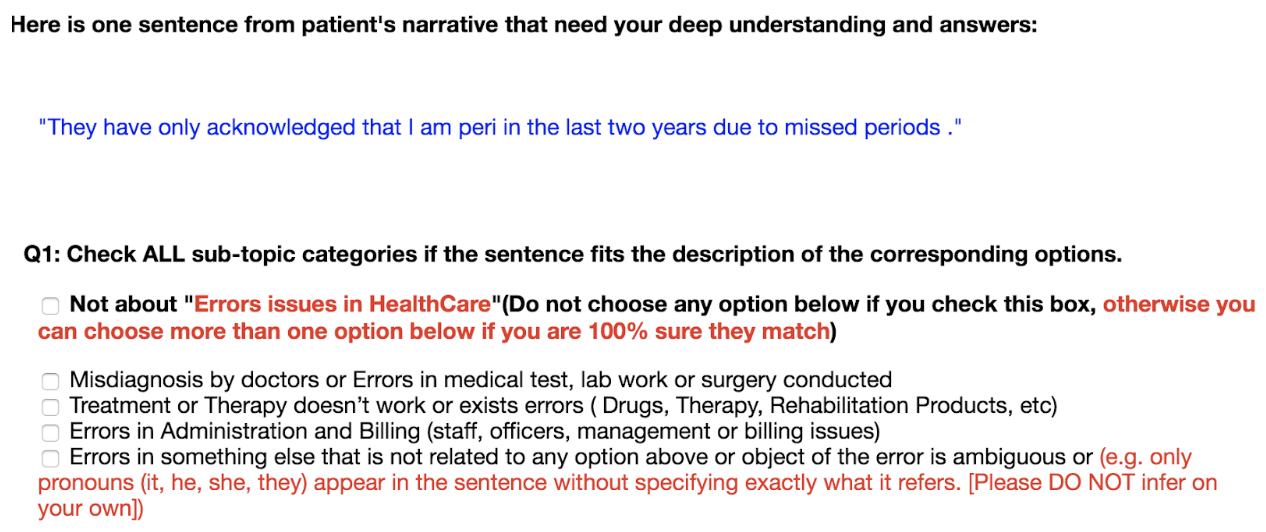 Here is one sentence from patient's narrative that need your deep understanding and answers:
"They have only acknowledged that I am peri in the last two years due to missed periods ."
Q1: Check ALL sub-topic categories if the sentence fits the description of the corresponding options.
Not about "Errors issues in HealthCare"(Do not choose any option below if you check this box, otherwise you
can choose more than one option below if you are 100% sure they match)
Misdiagnosis by doctors or Errors in medical test, lab work or surgery conducted
Treatment or Therapy doesn’t work or exists errors ( Drugs, Therapy, Rehabilitation Products, etc)
Errors in Administration and Billing (staff, officers, management or billing issues)
Errors in something else that is not related to any option above or object of the error is ambiguous or (e.g. only
pronouns (it, he, she, they) appear in the sentence without specifying exactly what it refers. [Please DO NOT infer on
your own])